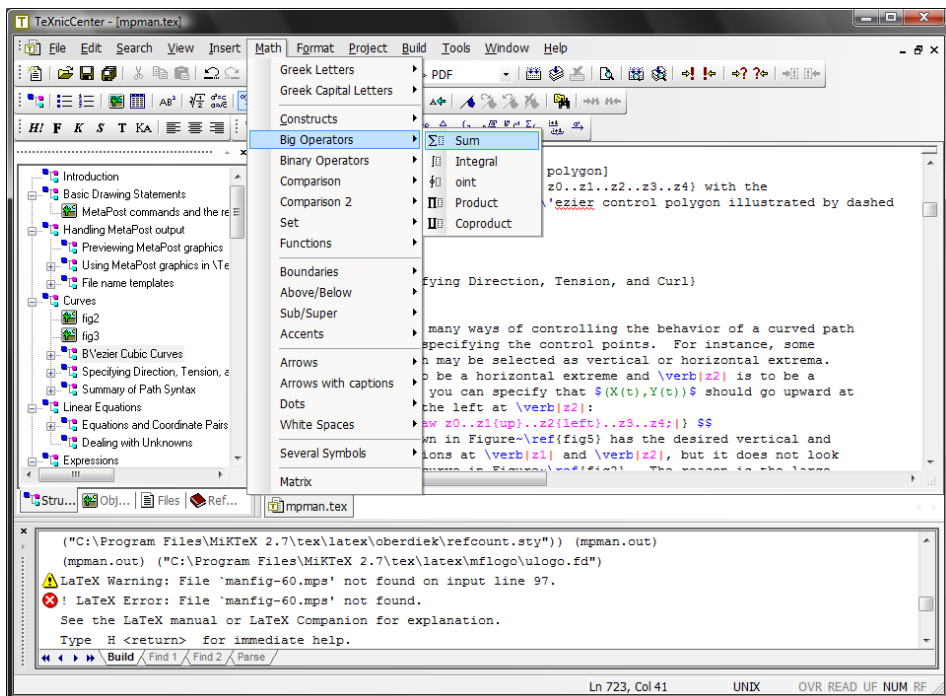 TeXnicCenter - [mpman.tex]
File Edit Search View Insert Math Format Project Build Tools Window Help
PDF
H! F K S T KA
Introduction
Basic Drawing Statements
MetaPost commands and the re
Handling MetaPost output
Previewing MetaPost graphics
Using MetaPost graphics in \Te
File name templates
Curves
fig2
fig3
B\'ezier Cubic Curves
Specifying Direction, Tension, a
Summary of Path Syntax
Linear Equations
Equations and Coordinate Pairs
Dealing with Unknowns
Expressions
Stru... Obj... Files Ref...
Greek Letters
Greek Capital Letters
Constructs
Big Operators
Binary Operators
Comparison
Comparison 2
Set
Functions
Boundaries
Above/Below
Sub/Super
Accents
Arrows
Arrows with captions
Dots
White Spaces
Several Symbols
Matrix
Sum
Integral
oint
Product
Coproduct
polygon]
z0..z1..z2..z3..z4} with the
\'ezier control polygon illustrated by dashed
fying Direction, Tension, and Curl}
many ways of controlling the behavior of a curved path
specifying the control points. For instance, some
h may be selected as vertical or horizontal extrema.
o be a horizontal extreme and \verb|z2| is to be a
you can specify that $(X(t),Y(t))$ should go upward at
the left at \verb|z2|:
aw z0..z1{up}..z2{left}..z3..z4;|} $$
wn in Figure~\ref{fig5} has the desired vertical and
ions at \verb|z1| and \verb|z2|, but it does not look
curve in Figure~\ref{fig2}. The reason is the large
mpman.tex
("C:\Program Files\MiKTeX 2.7\tex\latex\oberdiek\refcount.sty")) (mpman.out)
(mpman.out) ("C:\Program Files\MiKTeX 2.7\tex\latex\mflogo\ulogo.fd")
LaTeX Warning: File `manfig-60.mps' not found on input line 97.
! LaTeX Error: File `manfig-60.mps' not found.
See the LaTeX manual or LaTeX Companion for explanation.
Type H <return> for immediate help.
Build Find 1 Find 2 Parse
Ln 723, Col 41 UNIX OVR READ UF NUM RF